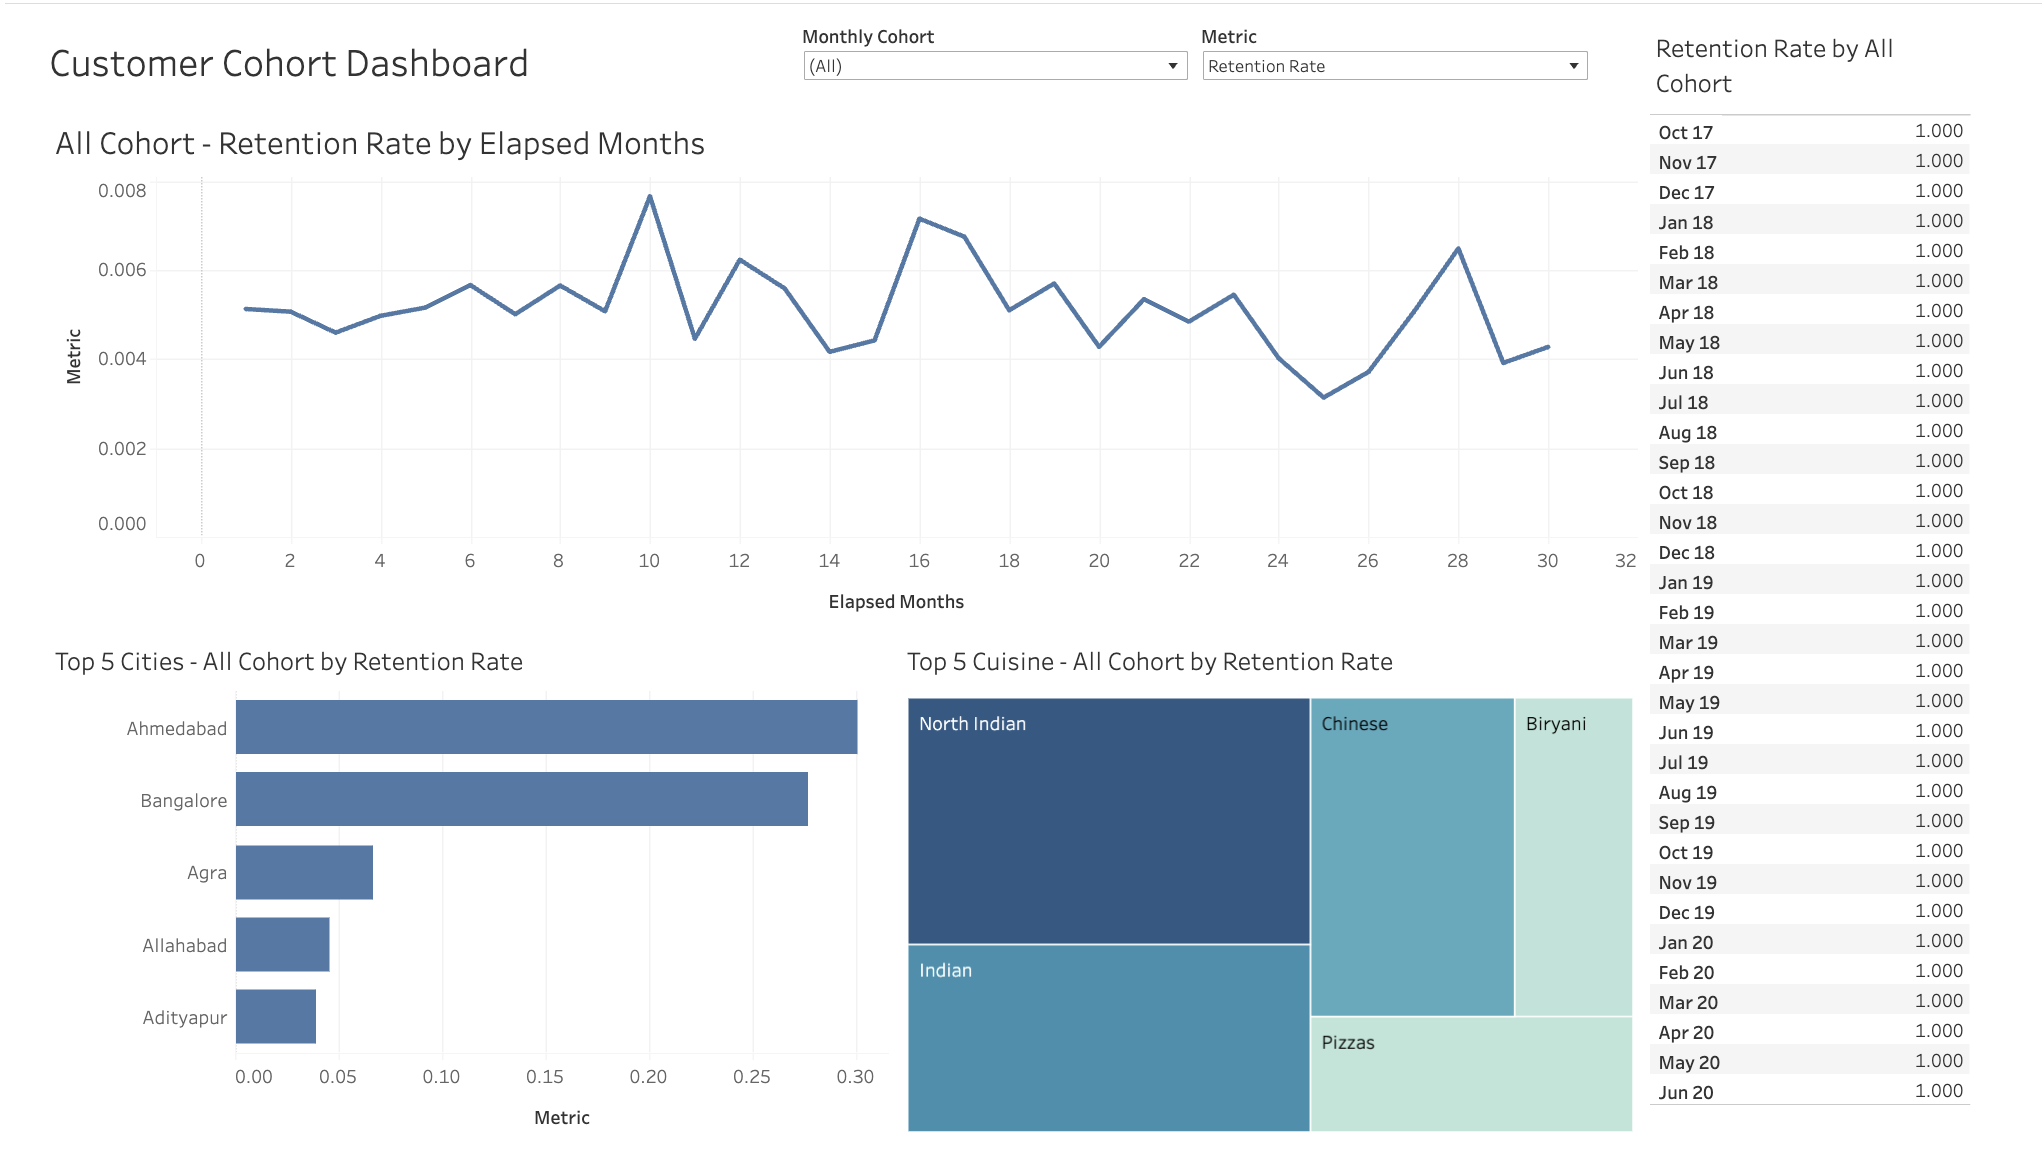 Customer Cohort Dashboard
Monthly Cohort
(All)
Metric
Retention Rate
All Cohort - Retention Rate by Elapsed Months
0.008
0.006
0.004
0.002
0.000
Metric
0 2 4 6 8 10 12 14 16 18 20 22 24 26 28 30 32
Elapsed Months
Top 5 Cities - All Cohort by Retention Rate
Ahmedabad
Bangalore
Agra
Allahabad
Adityapur
0.00 0.05 0.10 0.15 0.20 0.25 0.30
Metric
Top 5 Cuisine - All Cohort by Retention Rate
North Indian
Indian
Chinese
Biryani
Pizzas
Retention Rate by All
Cohort
Oct 17 1.000
Nov 17 1.000
Dec 17 1.000
Jan 18 1.000
Feb 18 1.000
Mar 18 1.000
Apr 18 1.000
May 18 1.000
Jun 18 1.000
Jul 18 1.000
Aug 18 1.000
Sep 18 1.000
Oct 18 1.000
Nov 18 1.000
Dec 18 1.000
Jan 19 1.000
Feb 19 1.000
Mar 19 1.000
Apr 19 1.000
May 19 1.000
Jun 19 1.000
Jul 19 1.000
Aug 19 1.000
Sep 19 1.000
Oct 19 1.000
Nov 19 1.000
Dec 19 1.000
Jan 20 1.000
Feb 20 1.000
Mar 20 1.000
Apr 20 1.000
May 20 1.000
Jun 20 1.000